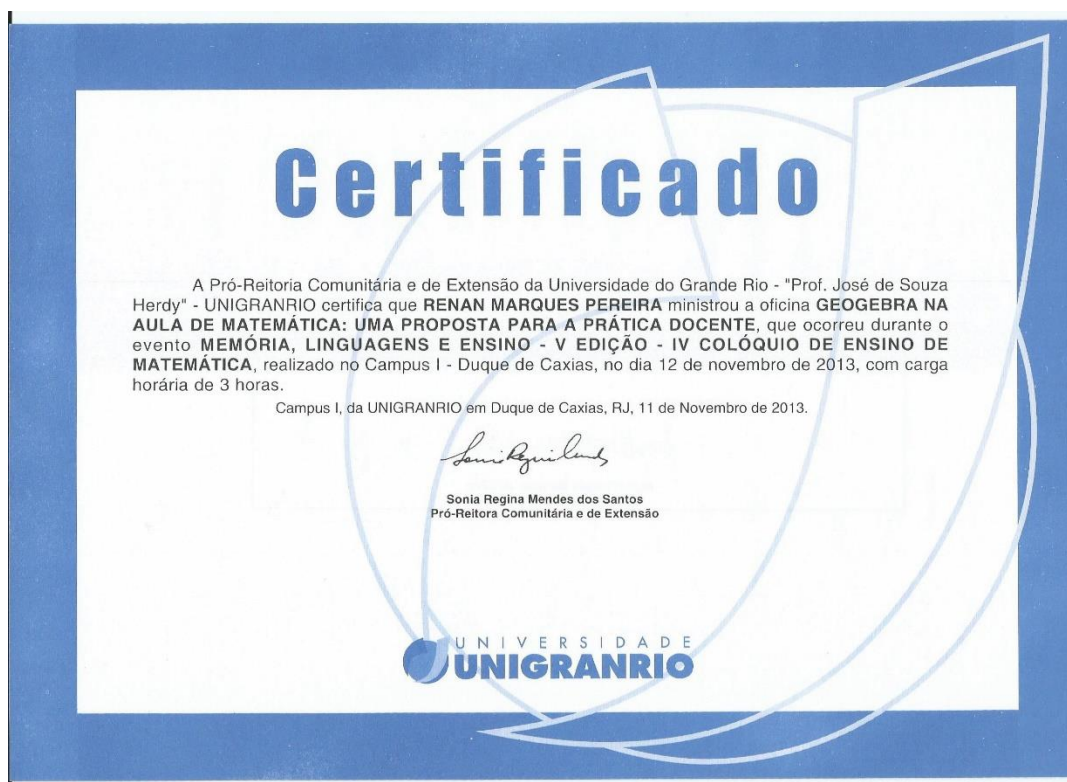 Certificado
A Pró-Reitoria Comunitária e de Extensão da Universidade do Grande Rio - "Prof. José de Souza
Herdy" - UNIGRANRIO certifica que RENAN MARQUES PEREIRA ministrou a oficina GEOGEBRA NA
AULA DE MATEMÁTICA: UMA PROPOSTA PARA A PRÁTICA DOCENTE, que ocorreu durante o
evento MEMÓRIA, LINGUAGENS E ENSINO - V EDIÇÃO - IV COLÓQUIO DE ENSINO DE
MATEMÁTICA, realizado no Campus I - Duque de Caxias, no dia 12 de novembro de 2013, com carga
horária de 3 horas.
Campus I, da UNIGRANRIO em Duque de Caxias, RJ, 11 de Novembro de 2013.
Sonia Regina Mendes dos Santos
Pró-Reitora Comunitária e de Extensão
UNIVERSIDADE
UNIGRANRIO